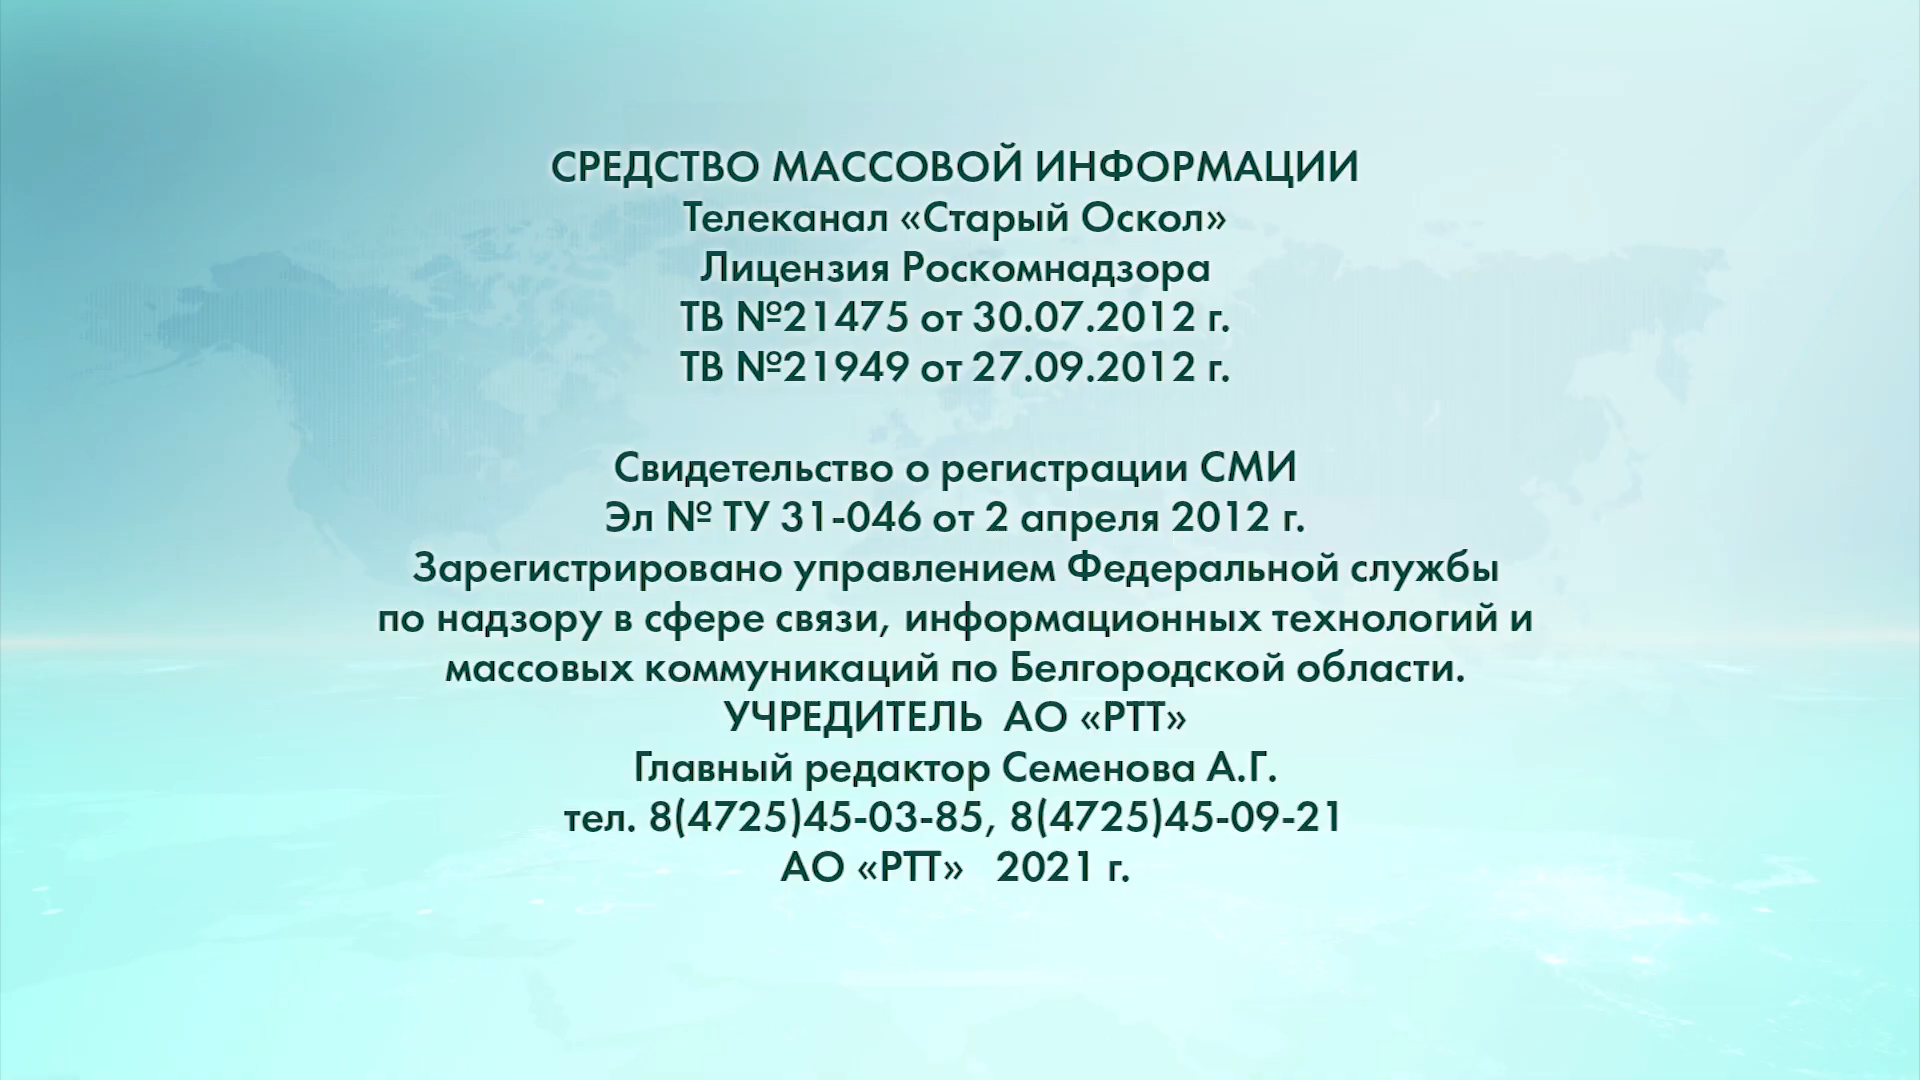 СРЕДСТВО МАССОВОЙ ИНФОРМАЦИИ
Телеканал «Старый Оскол»
Лицензия Роскомнадзора
ТВ №21475 от 30.07.2012 г.
ТВ №21949 от 27.09.2012 г.
Свидетельство о регистрации СМИ
Эл № ТУ 31-046 от 2 апреля 2012 г.
Зарегистрировано управлением Федеральной службы
по надзору в сфере связи, информационных технологий и
массовых коммуникаций по Белгородской области.
УЧРЕДИТЕЛЬ АО «РТТ»
Главный редактор Семенова А.Г.
тел. 8(4725)45-03-85, 8(4725)45-09-21
АО «РТТ» 2021 г.